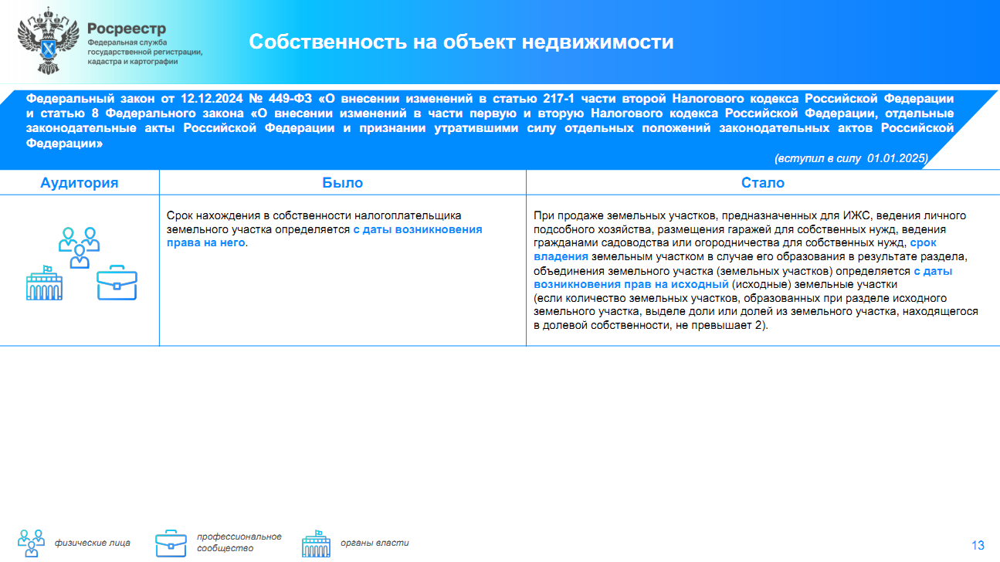 Росреестр
Федеральная служба
государственной регистрации,
кадастра и картографии
Собственность на объект недвижимости
Федеральный закон от 12.12.2024 № 449-ФЗ «О внесении изменений в статью 217-1 части второй Налогового кодекса Российской Федерации
и статью 8 Федерального закона «О внесении изменений в части первую и вторую Налогового кодекса Российской Федерации, отдельные
законодательные акты Российской Федерации и признании утратившими силу отдельных положений законодательных актов Российской
Федерации»
(вступил в силу 01.01.2025)
Аудитория
Было
Стало
Срок нахождения в собственности налогоплательщика
земельного участка определяется с даты возникновения
права на него.
При продаже земельных участков, предназначенных для ИЖС, ведения личного
подсобного хозяйства, размещения гаражей для собственных нужд, ведения
гражданами садоводства или огородничества для собственных нужд, срок
владения земельным участком в случае его образования в результате раздела,
объединения земельного участка (земельных участков) определяется с даты
возникновения прав на исходный (исходные) земельные участки
(если количество земельных участков, образованных при разделе исходного
земельного участка, выделе доли или долей из земельного участка, находящегося
в долевой собственности, не превышает 2).
физические лица
профессиональное
сообщество
органы власти
13